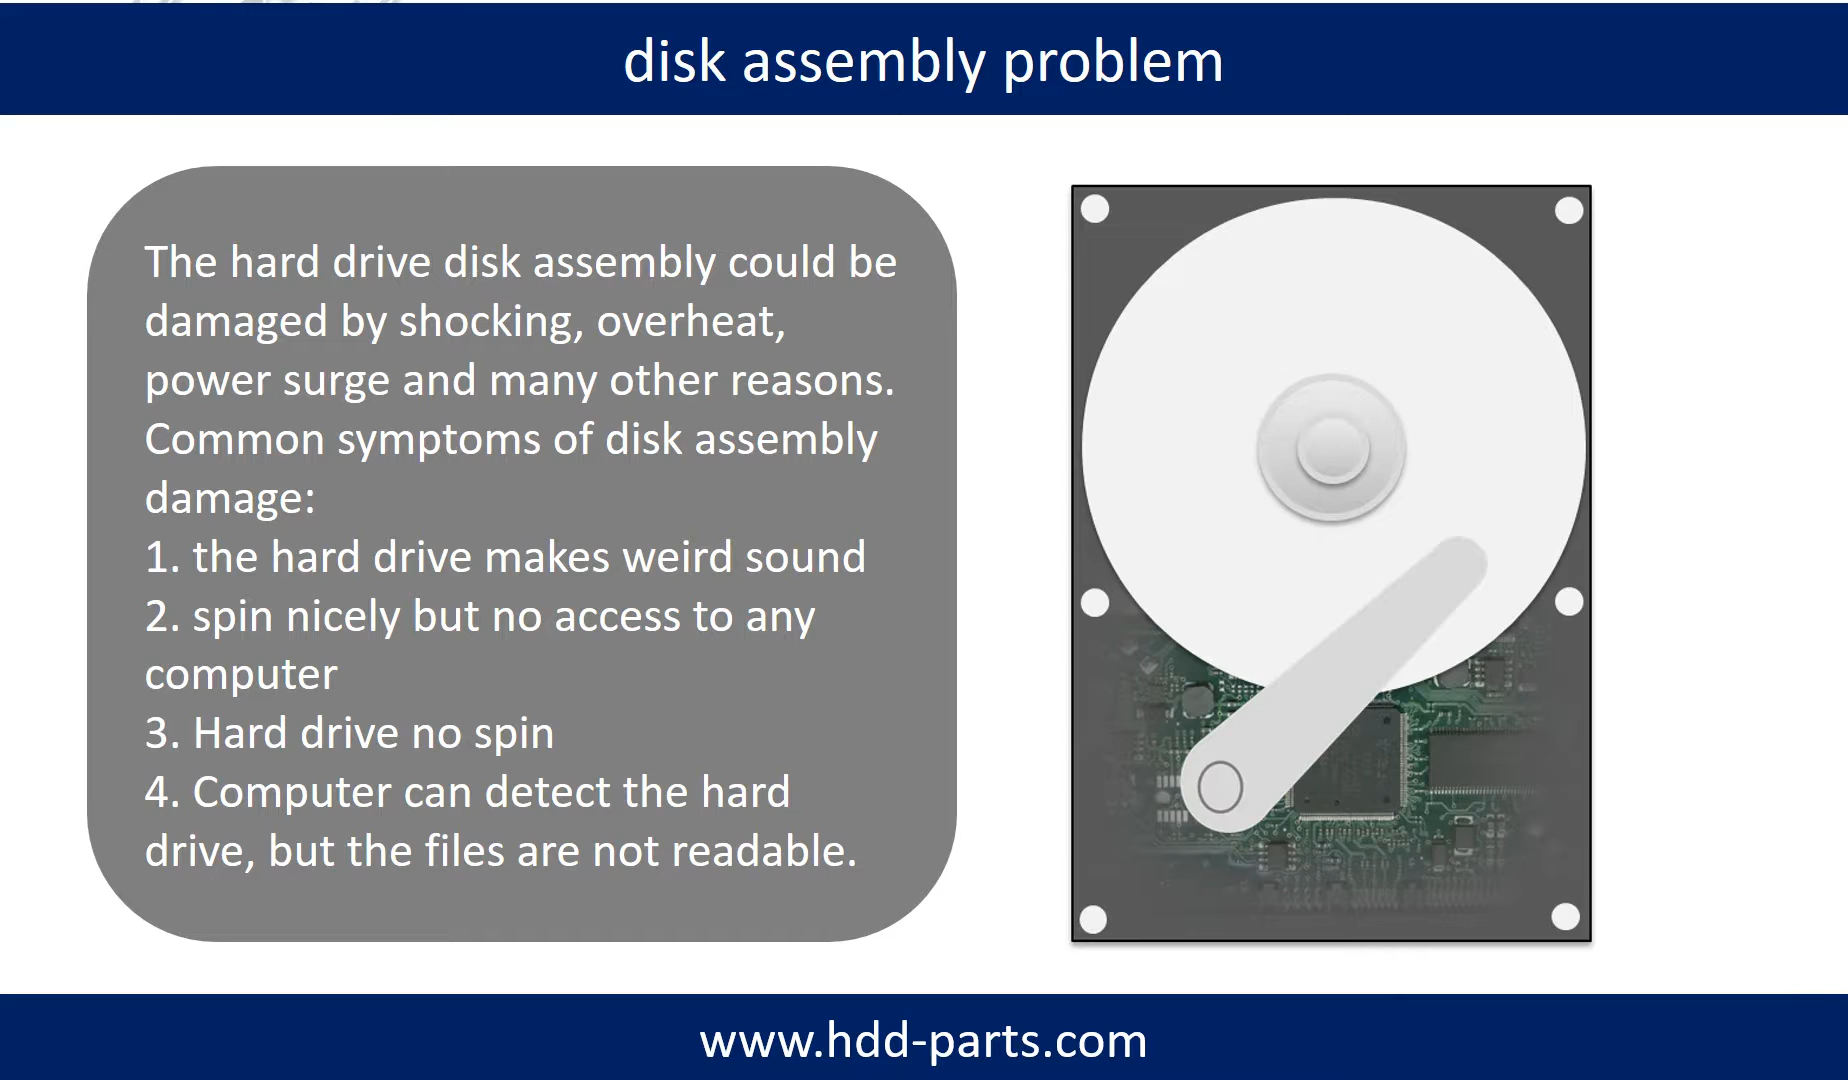 disk assembly problem
The hard drive disk assembly could be
damaged by shocking, overheat,
power surge and many other reasons.
Common symptoms of disk assembly
damage:
1. the hard drive makes weird sound
2. spin nicely but no access to any
computer
3. Hard drive no spin
4. Computer can detect the hard
drive, but the files are not readable.
www.hdd-parts.com